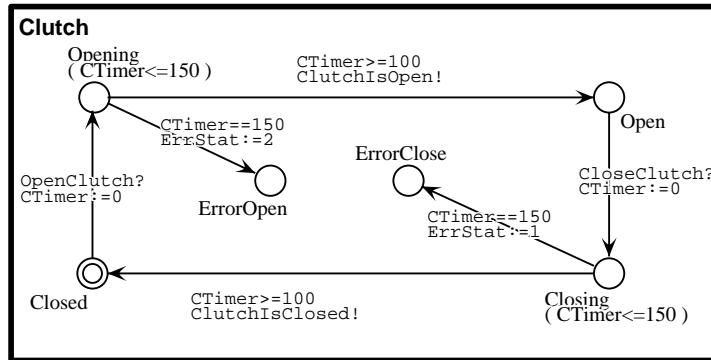 Clutch
Opening
( CTimer<=150 )
CTimer>=100
ClutchIsOpen!
CTimer==150
ErrStat:=2
Open
ErrorClose
OpenClutch?
CTimer:=0
ErrorOpen
CloseClutch?
CTimer:=0
CTimer==150
ErrStat:=1
Closed
CTimer>=100
ClutchIsClosed!
Closing
( CTimer<=150 )